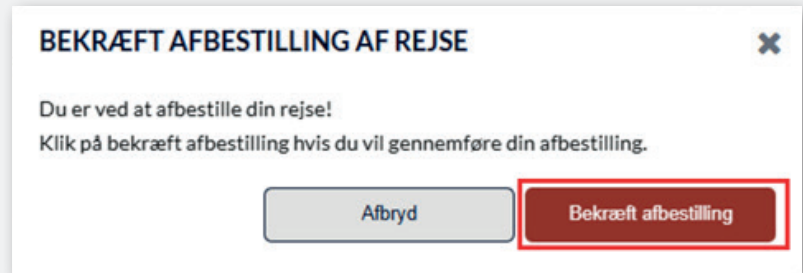 BEKRÆFT AFBESTILLING AF REJSE
Du er ved at afbestille din rejse!
Klik på bekræft afbestilling hvis du vil gennemføre din afbestilling.
Afbryd
Bekræft afbestilling